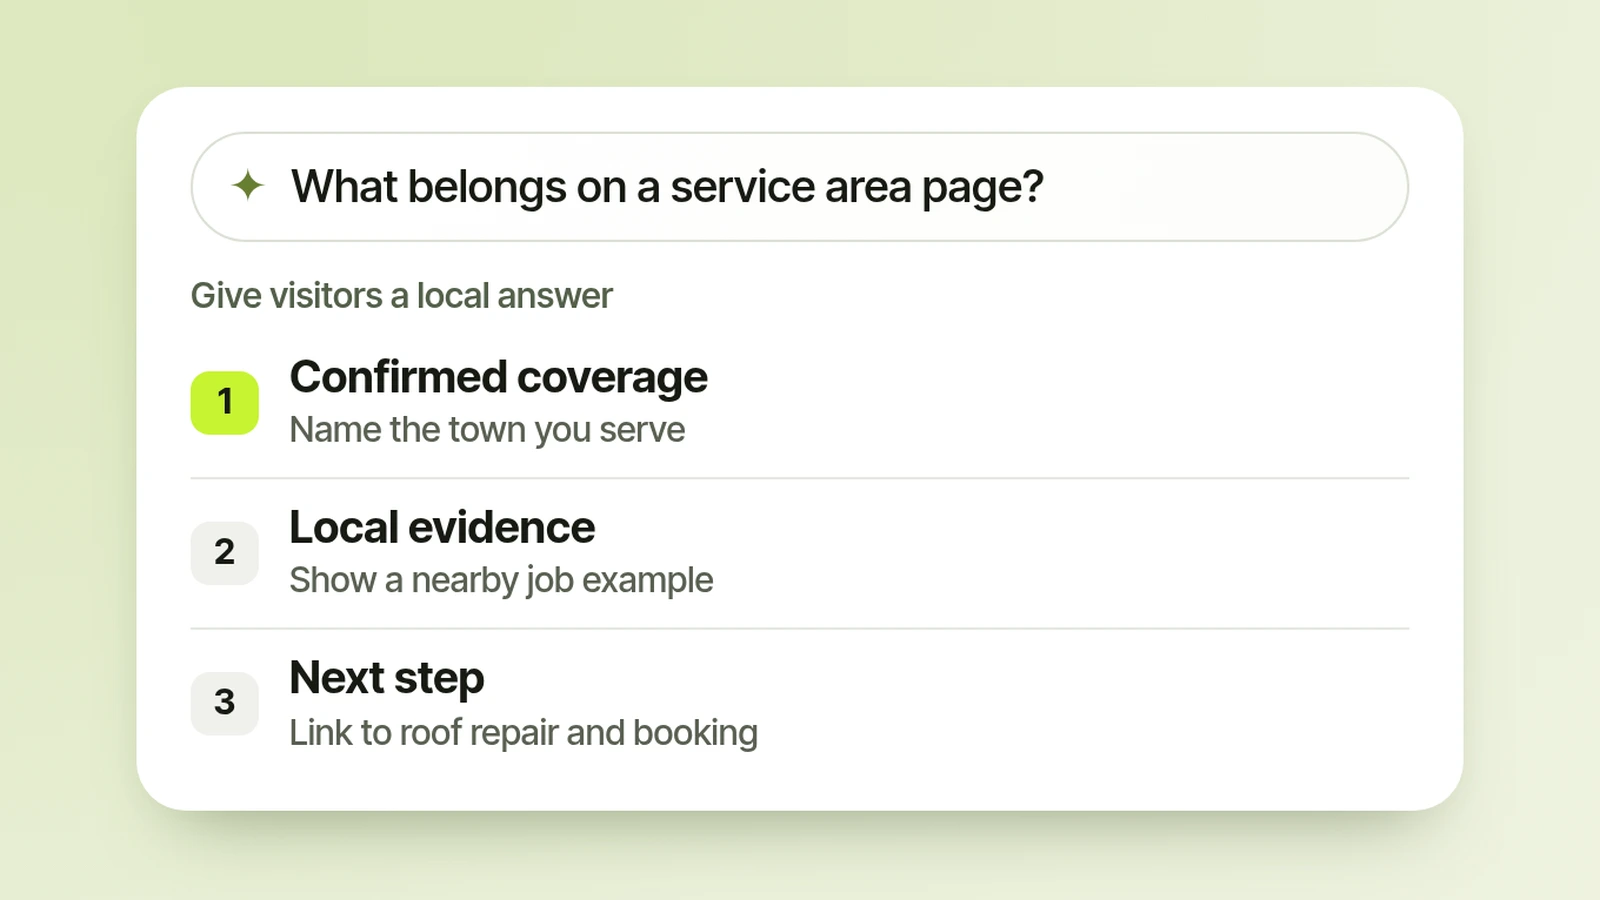 What belongs on a service area page?
Give visitors a local answer
1
Confirmed coverage
Name the town you serve
2
Local evidence
Show a nearby job example
3
Next step
Link to roof repair and booking